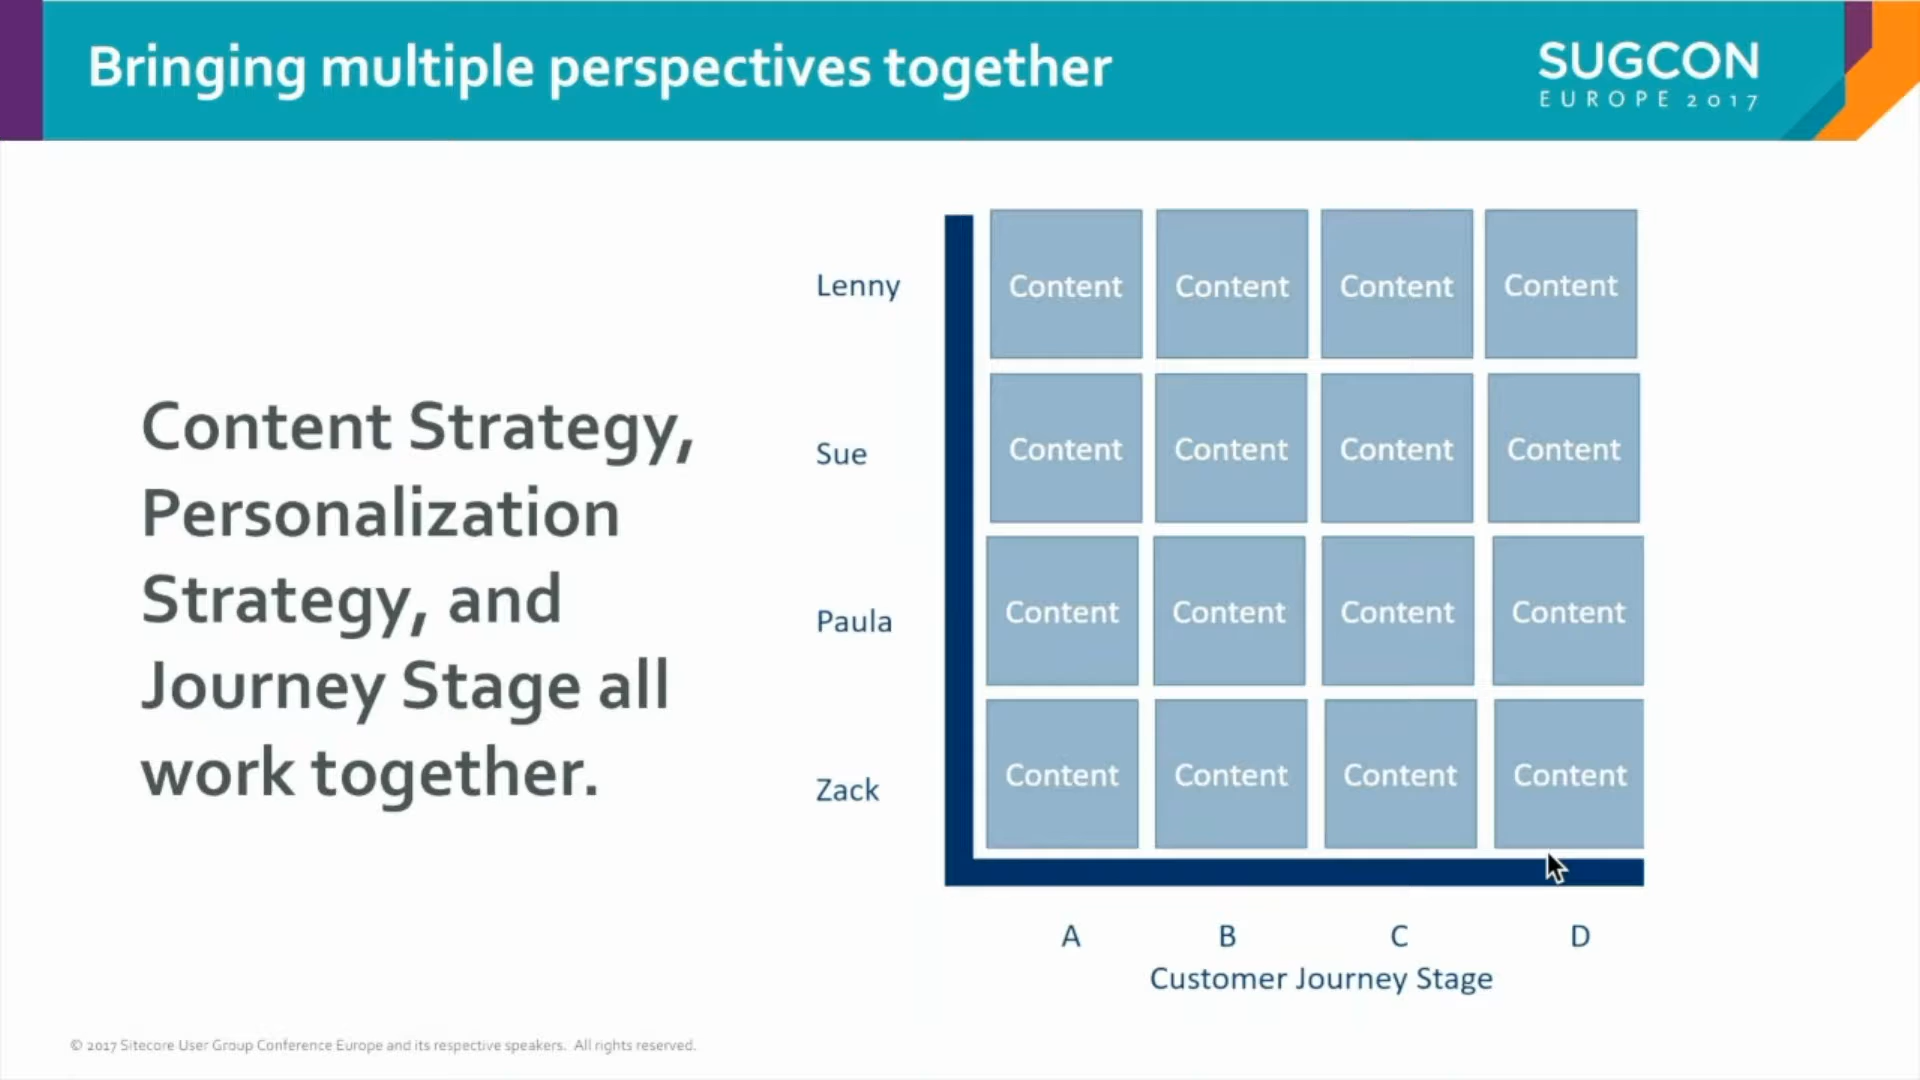 Bringing multiple perspectives together
SUGCON
EUROPE 2017
Content Strategy,
Personalization
Strategy, and
Journey Stage all
work together.
Lenny
Content Content Content Content
Sue
Content Content Content Content
Paula
Content Content Content Content
Zack
Content Content Content Content
A B C D
Customer Journey Stage
© 2017 Sitecore User Group Conference Europe and its respective speakers. All rights reserved.